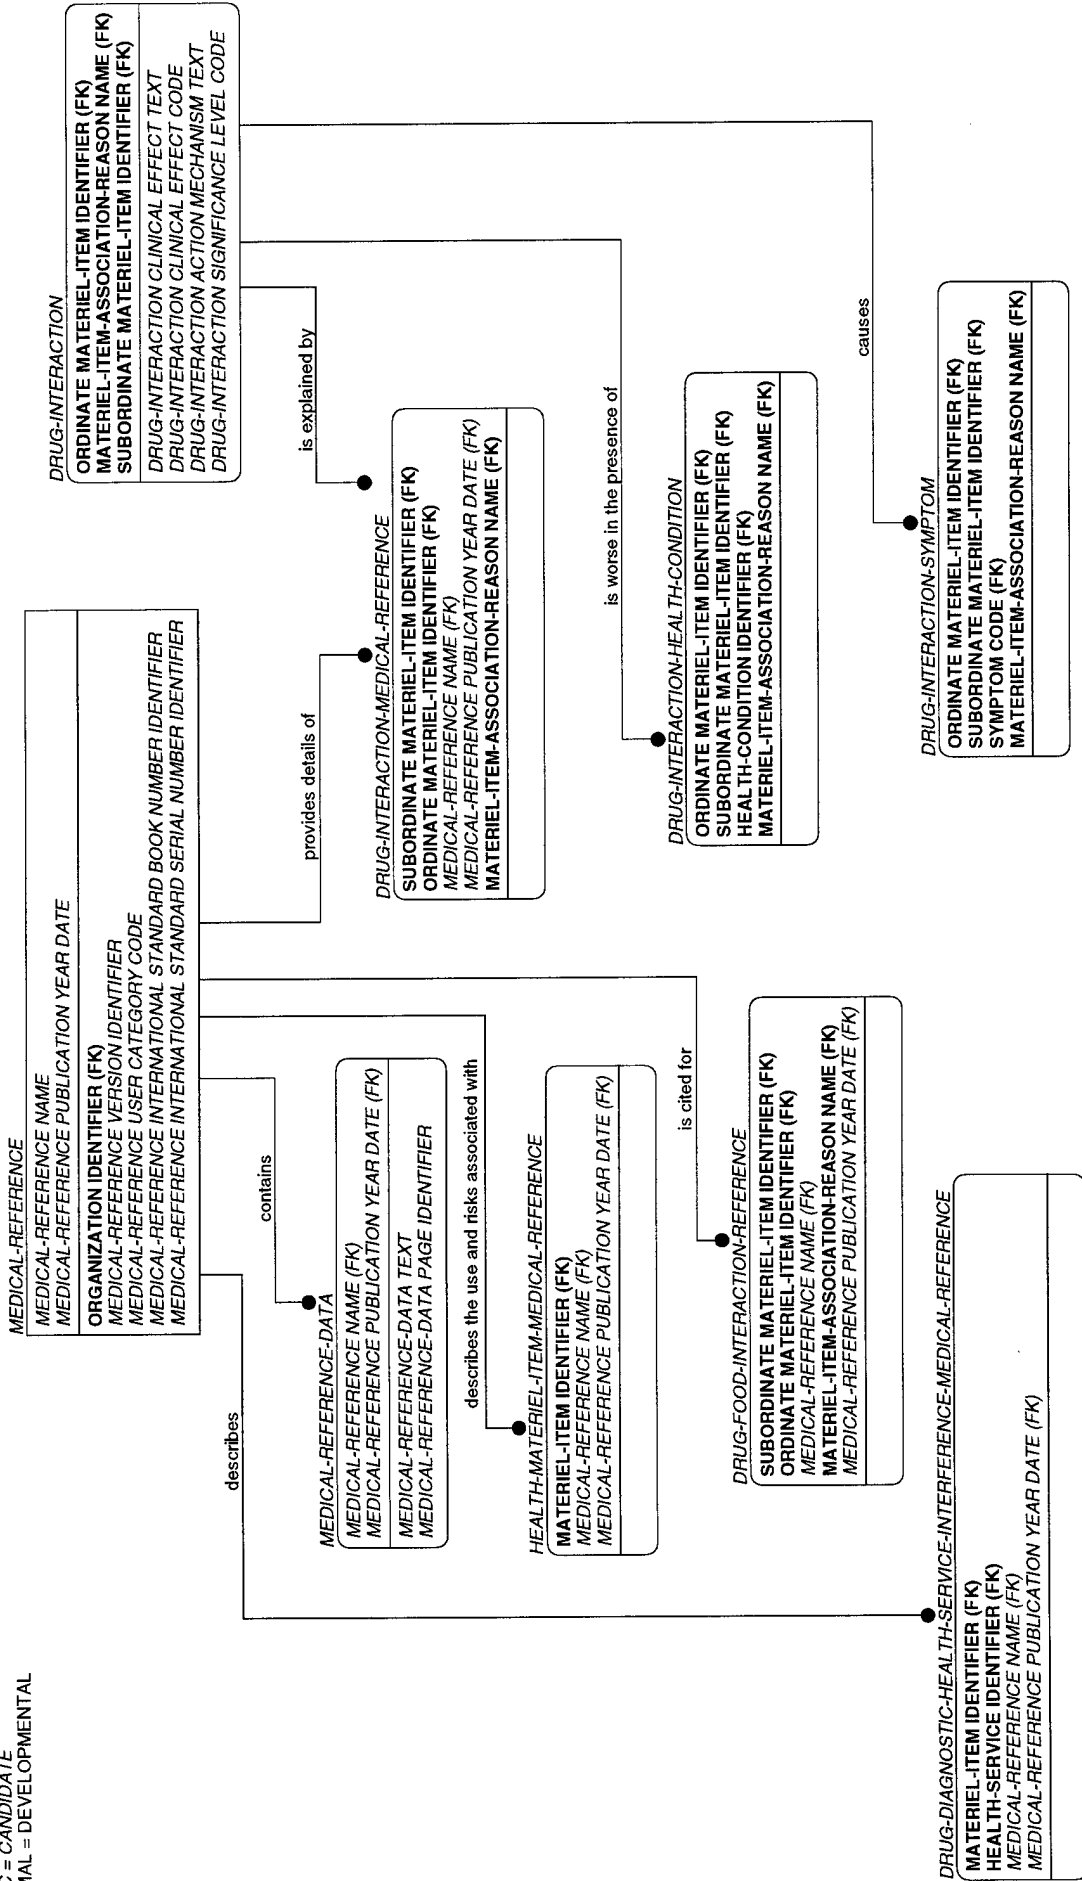 C = CANDIDATE
MAL = DEVELOPMENTAL
MEDICAL-REFERENCE
MEDICAL-REFERENCE NAME
MEDICAL-REFERENCE PUBLICATION YEAR DATE
ORGANIZATION IDENTIFIER (FK)
MEDICAL-REFERENCE VERSION IDENTIFIER
MEDICAL-REFERENCE USER CATEGORY CODE
MEDICAL-REFERENCE INTERNATIONAL STANDARD BOOK NUMBER IDENTIFIER
MEDICAL-REFERENCE INTERNATIONAL STANDARD SERIAL NUMBER IDENTIFIER
DRUG-INTERACTION
ORDINATE MATERIEL-ITEM IDENTIFIER (FK)
MATERIEL-ITEM-ASSOCIATION-REASON NAME (FK)
SUBORDINATE MATERIEL-ITEM IDENTIFIER (FK)
DRUG-INTERACTION CLINICAL EFFECT TEXT
DRUG-INTERACTION CLINICAL EFFECT CODE
DRUG-INTERACTION ACTION MECHANISM TEXT
DRUG-INTERACTION SIGNIFICANCE LEVEL CODE
describes
contains
provides details of
is explained by
MEDICAL-REFERENCE-DATA
MEDICAL-REFERENCE NAME (FK)
MEDICAL-REFERENCE PUBLICATION YEAR DATE (FK)
MEDICAL-REFERENCE-DATA TEXT
MEDICAL-REFERENCE-DATA PAGE IDENTIFIER
DRUG-INTERACTION-MEDICAL-REFERENCE
SUBORDINATE MATERIEL-ITEM IDENTIFIER (FK)
ORDINATE MATERIEL-ITEM IDENTIFIER (FK)
MEDICAL-REFERENCE NAME (FK)
MEDICAL-REFERENCE PUBLICATION YEAR DATE (FK)
MATERIEL-ITEM-ASSOCIATION-REASON NAME (FK)
describes the use and risks associated with
is worse in the presence of
HEALTH-MATERIEL-ITEM-MEDICAL-REFERENCE
MATERIEL-ITEM IDENTIFIER (FK)
MEDICAL-REFERENCE NAME (FK)
MEDICAL-REFERENCE PUBLICATION YEAR DATE (FK)
DRUG-INTERACTION-HEALTH-CONDITION
ORDINATE MATERIEL-ITEM IDENTIFIER (FK)
SUBORDINATE MATERIEL-ITEM IDENTIFIER (FK)
HEALTH-CONDITION IDENTIFIER (FK)
MATERIEL-ITEM-ASSOCIATION-REASON NAME (FK)
is cited for
causes
DRUG-FOOD-INTERACTION-REFERENCE
SUBORDINATE MATERIEL-ITEM IDENTIFIER (FK)
ORDINATE MATERIEL-ITEM IDENTIFIER (FK)
MEDICAL-REFERENCE NAME (FK)
MATERIEL-ITEM-ASSOCIATION-REASON NAME (FK)
MEDICAL-REFERENCE PUBLICATION YEAR DATE (FK)
DRUG-DIAGNOSTIC-HEALTH-SERVICE-INTERFERENCE-MEDICAL-REFERENCE
MATERIEL-ITEM IDENTIFIER (FK)
HEALTH-SERVICE IDENTIFIER (FK)
MEDICAL-REFERENCE NAME (FK)
MEDICAL-REFERENCE PUBLICATION YEAR DATE (FK)
DRUG-INTERACTION-SYMPTOM
ORDINATE MATERIEL-ITEM IDENTIFIER (FK)
SUBORDINATE MATERIEL-ITEM IDENTIFIER (FK)
SYMPTOM CODE (FK)
MATERIEL-ITEM-ASSOCIATION-REASON NAME (FK)